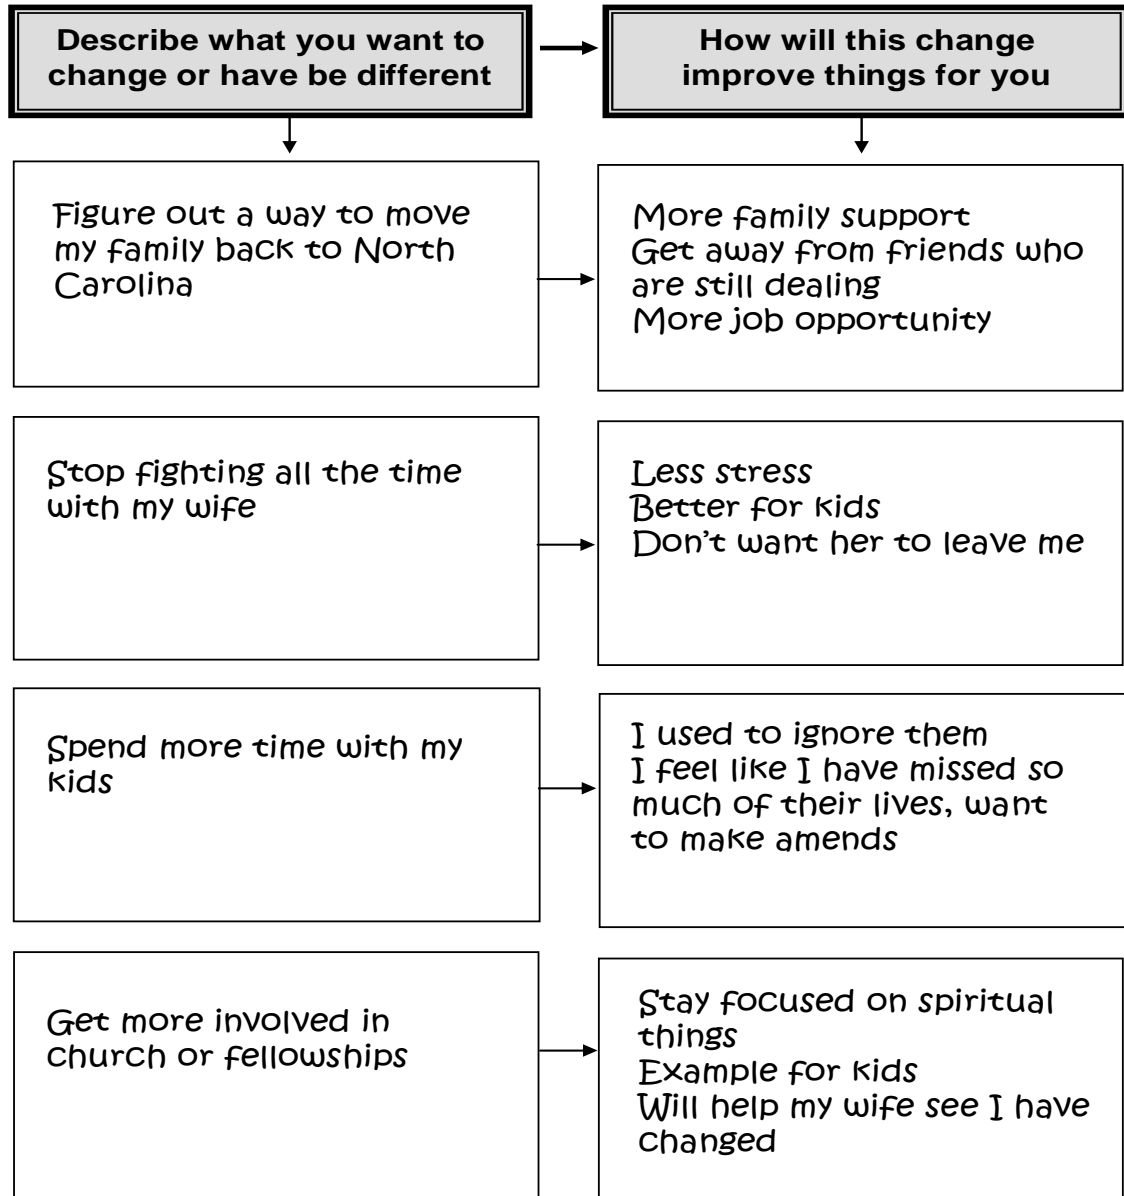 Describe what you want to
change or have be different
How will this change
improve things for you
Figure out a way to move
my family back to North
Carolina
More family support
Get away from friends who
are still dealing
More job opportunity
Stop fighting all the time
with my wife
Less stress
Better for kids
Don't want her to leave me
Spend more time with my
kids
I used to ignore them
I feel like I have missed so
much of their lives, want
to make amends
Get more involved in
church or fellowships
Stay focused on spiritual
things
Example for kids
Will help my wife see I have
changed